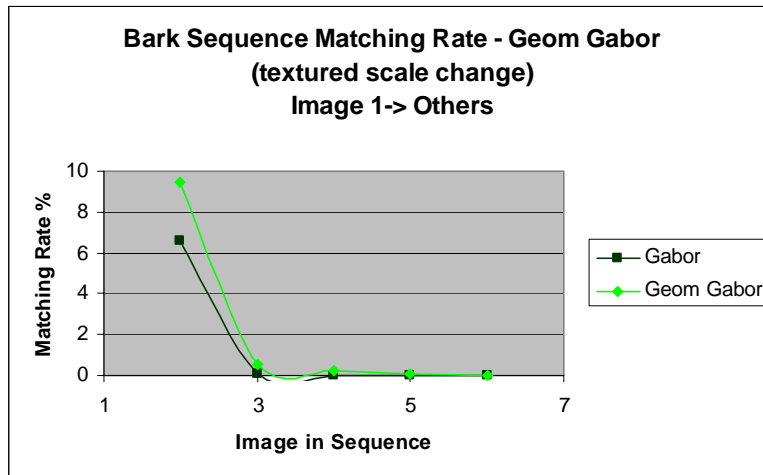 Bark Sequence Matching Rate - Geom Gabor
(textured scale change)
Image 1-> Others
10
8
6
4
2
0
Matching Rate %
1
3
5
7
Image in Sequence
Gabor
Geom Gabor